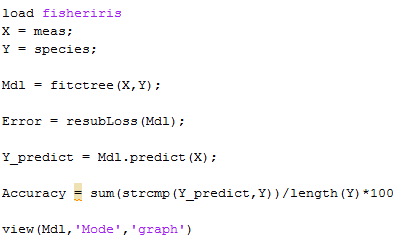 load fisheriris
X = meas;
Y = species;
Mdl = fitctree(X,Y);
Error = resubLoss(Mdl);
Y_predict = Mdl.predict(X);
Accuracy = sum(strcmp(Y_predict,Y))/length(Y)*100
view(Mdl,'Mode','graph')